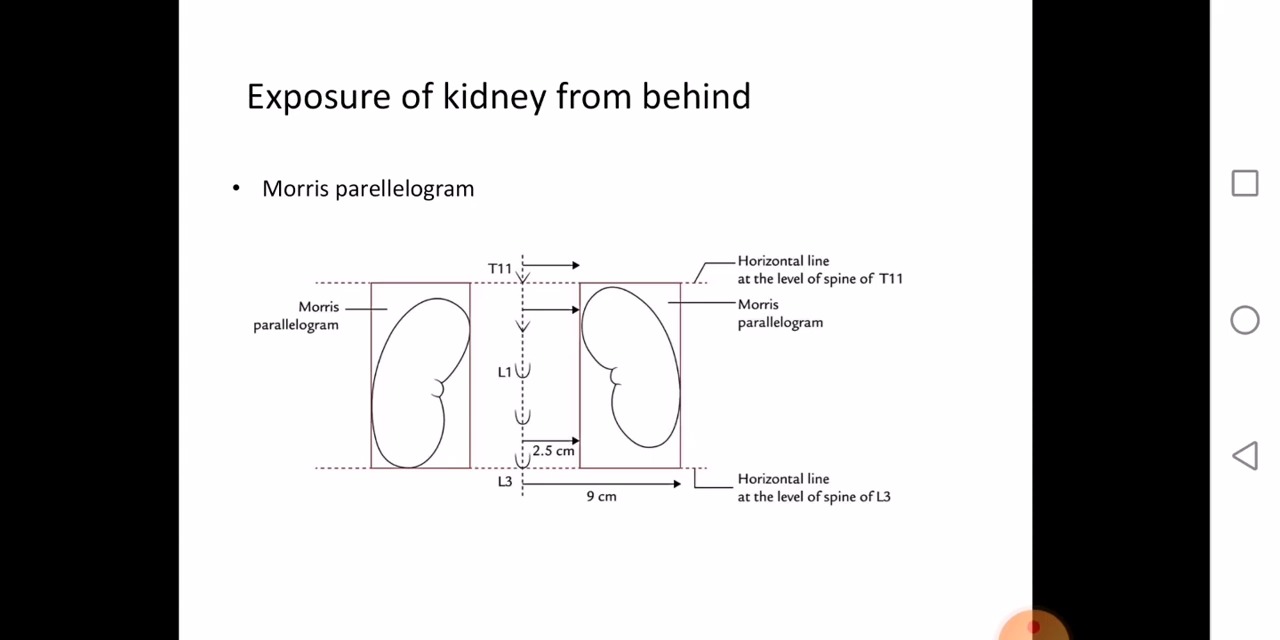 Exposure of kidney from behind
• Morris parellelogram
T11
Horizontal line
at the level of spine of T11
Morris
parallelogram
Morris
parallelogram
L1
2.5 cm
L3
9 cm
Horizontal line
at the level of spine of L3